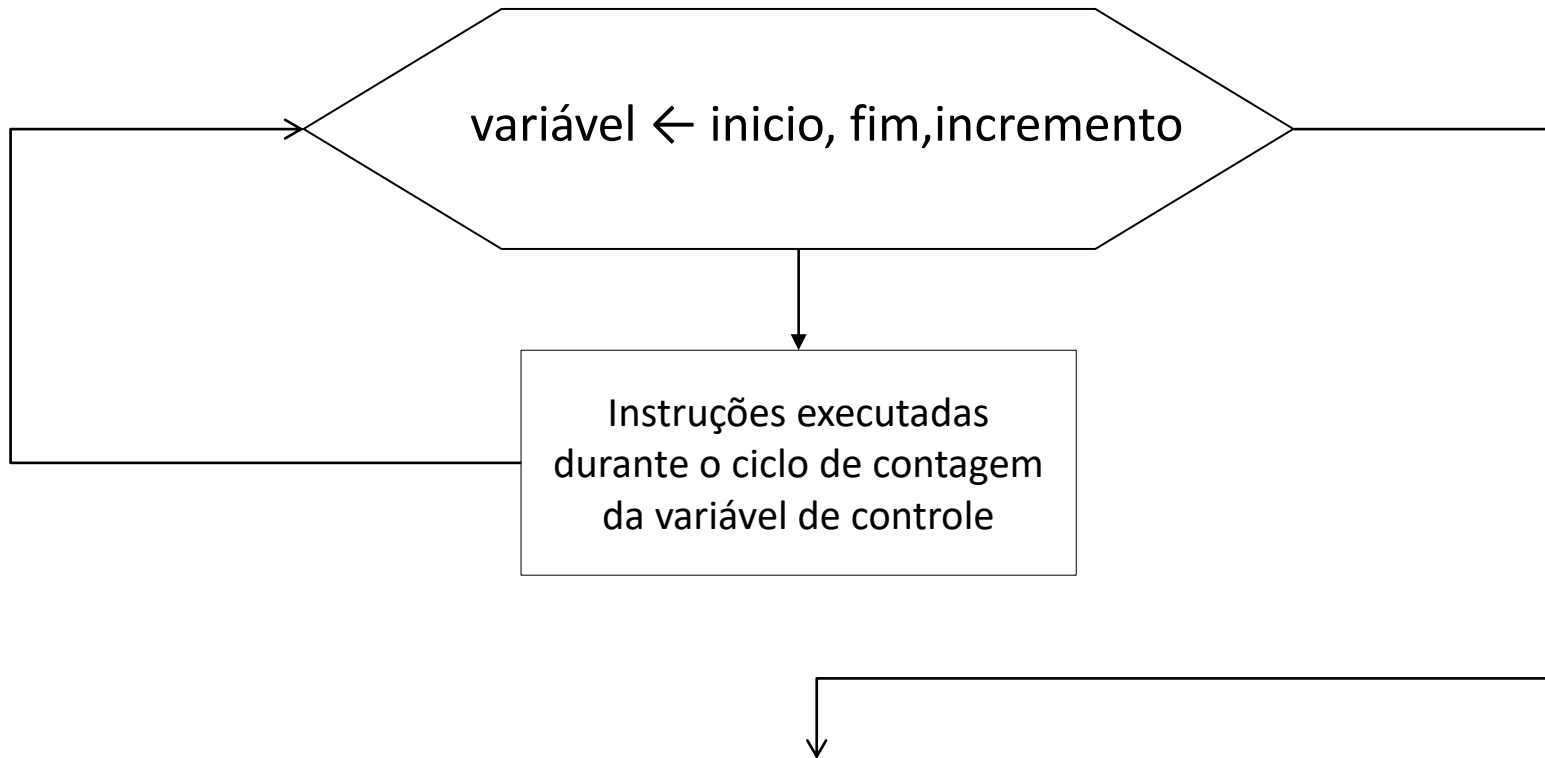 variável ← inicio, fim,incremento
Instruções executadas
durante o ciclo de contagem
da variável de controle